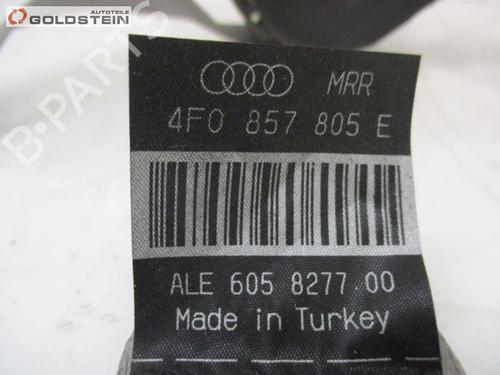 AUTOTEILE
GOLDSTEIN
B-PARTS
MRR
4F0 857 805 E
ALE 605 8277 00
Made in Turkey